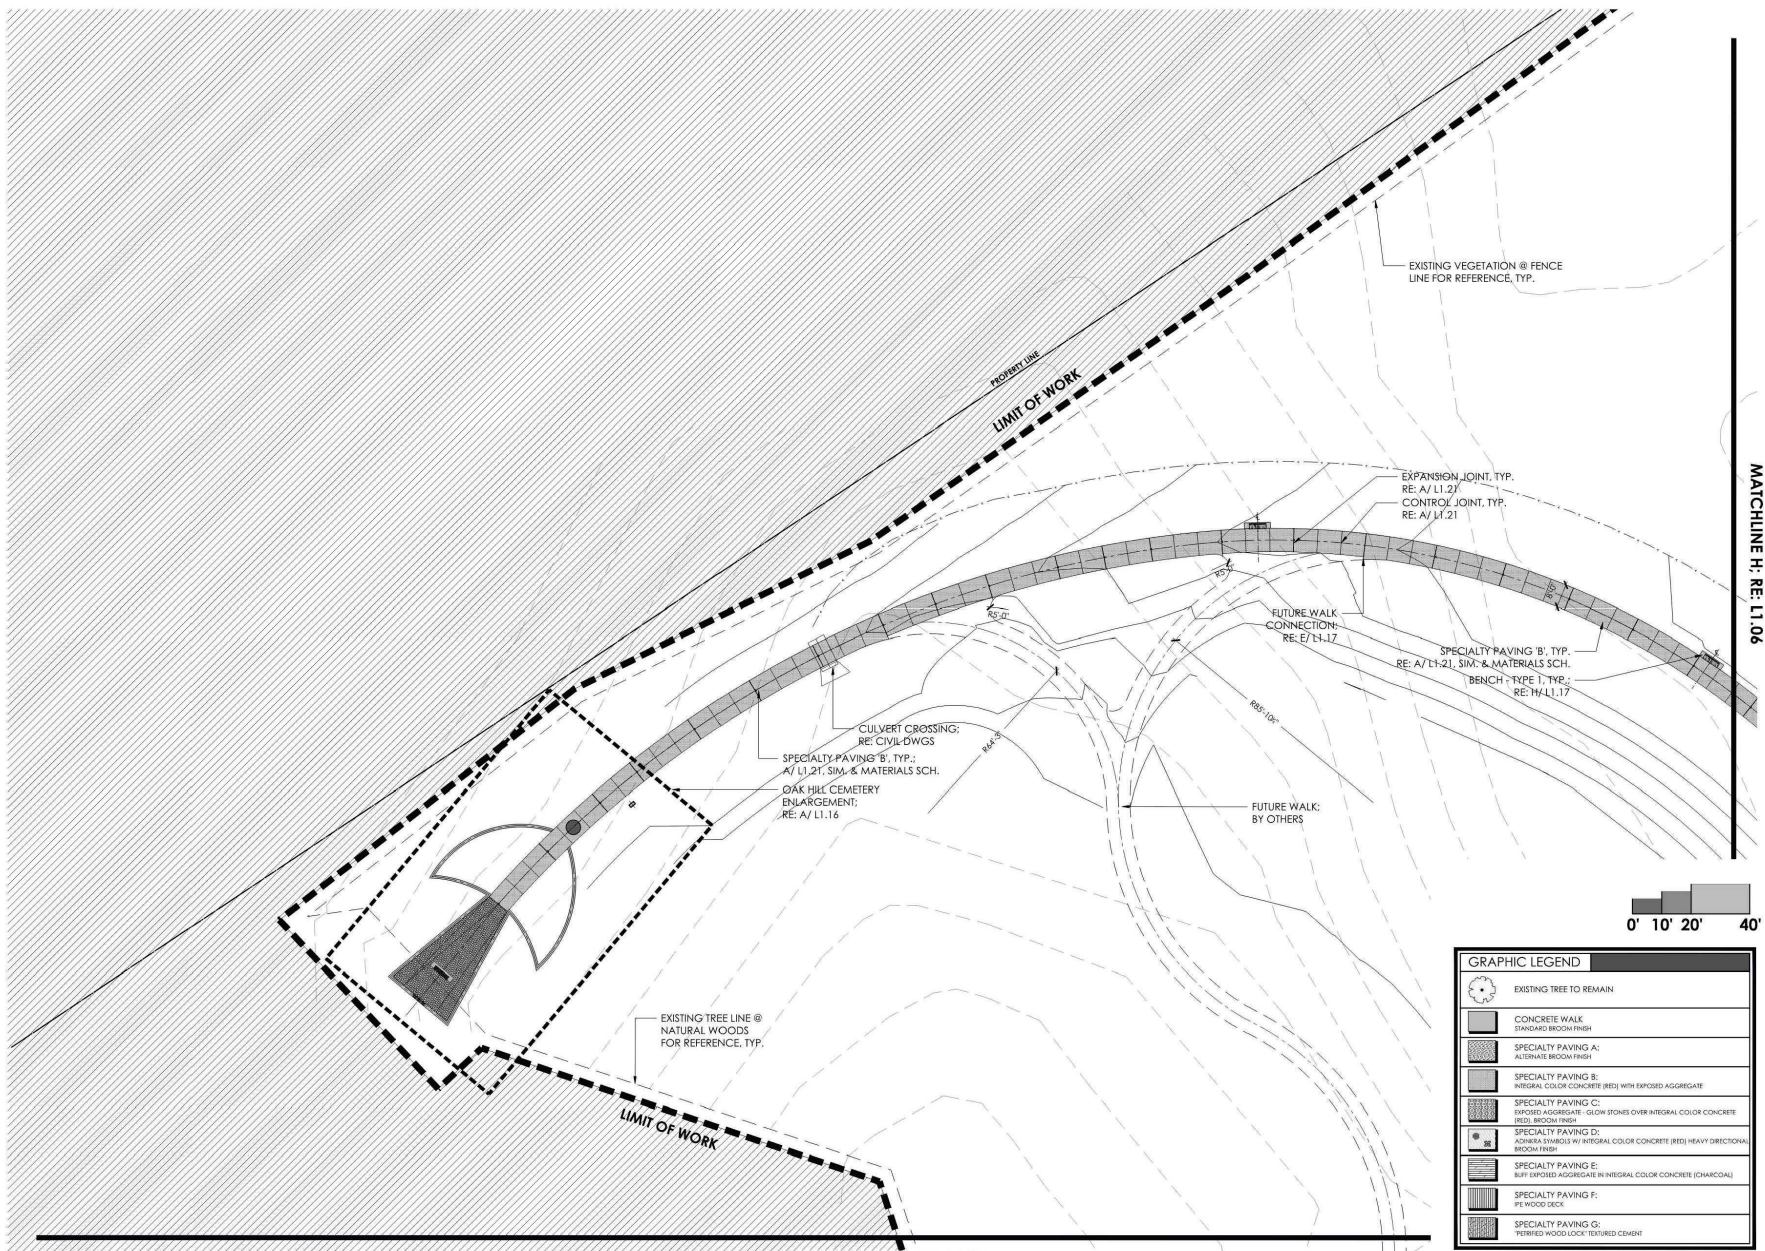 EXISTING VEGETATION @ FENCE
LINE FOR REFERENCE, TYP.
PROPERTY LINE
LIMIT OF WORK
EXPANSION JOINT, TYP.
RE: A/ L1.21
CONTROL JOINT, TYP.
RE: A/ L1.21
MATCHLINE H; RE: L1.06
R5'-0"
R5'-0"
FUTURE WALK
CONNECTION;
RE: E/ L1.17
SPECIALTY PAVING 'B', TYP.
RE: A/ L1.21, SIM. & MATERIALS SCH.
BENCH - TYPE 1, TYP.;
RE: H/ L1.17
CULVERT CROSSING;
RE: CIVIL DWGS
SPECIALTY PAVING 'B', TYP.;
A/ L1.21, SIM. & MATERIALS SCH.
OAK HILL CEMETERY
ENLARGEMENT;
RE: A/ L1.16
R64'-3"
FUTURE WALK;
BY OTHERS
EXISTING TREE LINE @
NATURAL WOODS
FOR REFERENCE, TYP.
LIMIT OF WORK
0' 10' 20' 40'
GRAPHIC LEGEND
EXISTING TREE TO REMAIN
CONCRETE WALK
STANDARD BROOM FINISH
SPECIALTY PAVING A:
ALTERNATE BROOM FINISH
SPECIALTY PAVING B:
INTEGRAL COLOR CONCRETE (RED) WITH EXPOSED AGGREGATE
SPECIALTY PAVING C:
EXPOSED AGGREGATE - GLOW STONES OVER INTEGRAL COLOR CONCRETE
(RED), BROOM FINISH
SPECIALTY PAVING D:
ADINKRA SYMBOLS W/ INTEGRAL COLOR CONCRETE (RED) HEAVY DIRECTIONAL
BROOM FINISH
SPECIALTY PAVING E:
BUFF EXPOSED AGGREGATE IN INTEGRAL COLOR CONCRETE (CHARCOAL)
SPECIALTY PAVING F:
IPE WOOD DECK
SPECIALTY PAVING G:
"PETRIFIED WOOD LOCK" TEXTURED CEMENT